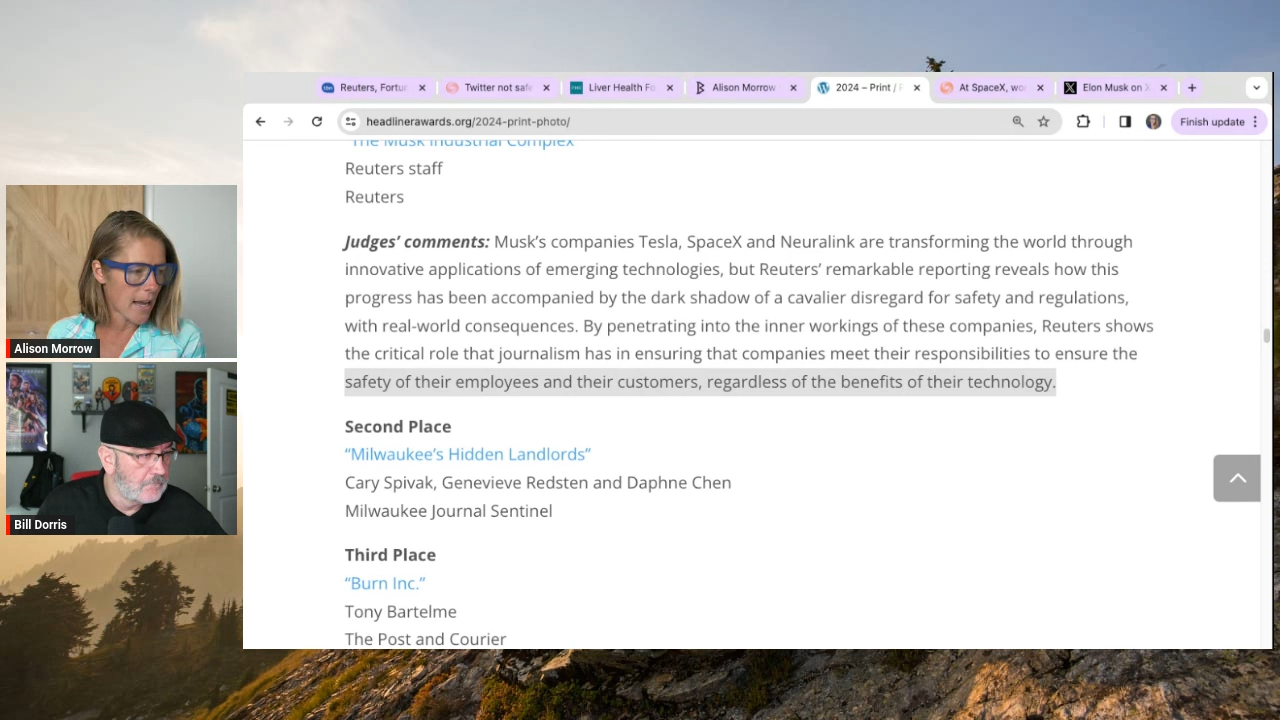 Reuters, Fortu
Twitter not safe
Liver Health Fo
Alison Morrow
2024 – Print / P
At SpaceX, wo
Elon Musk on X
headlinerawards.org/2024-print-photo/
Finish update
"The Musk Industrial Complex"
Reuters staff
Reuters
Judges’ comments: Musk’s companies Tesla, SpaceX and Neuralink are transforming the world through
innovative applications of emerging technologies, but Reuters’ remarkable reporting reveals how this
progress has been accompanied by the dark shadow of a cavalier disregard for safety and regulations,
with real-world consequences. By penetrating into the inner workings of these companies, Reuters shows
the critical role that journalism has in ensuring that companies meet their responsibilities to ensure the
safety of their employees and their customers, regardless of the benefits of their technology.
Second Place
“Milwaukee’s Hidden Landlords”
Cary Spivak, Genevieve Redsten and Daphne Chen
Milwaukee Journal Sentinel
Third Place
“Burn Inc.”
Tony Bartelme
The Post and Courier
Alison Morrow
Bill Dorris